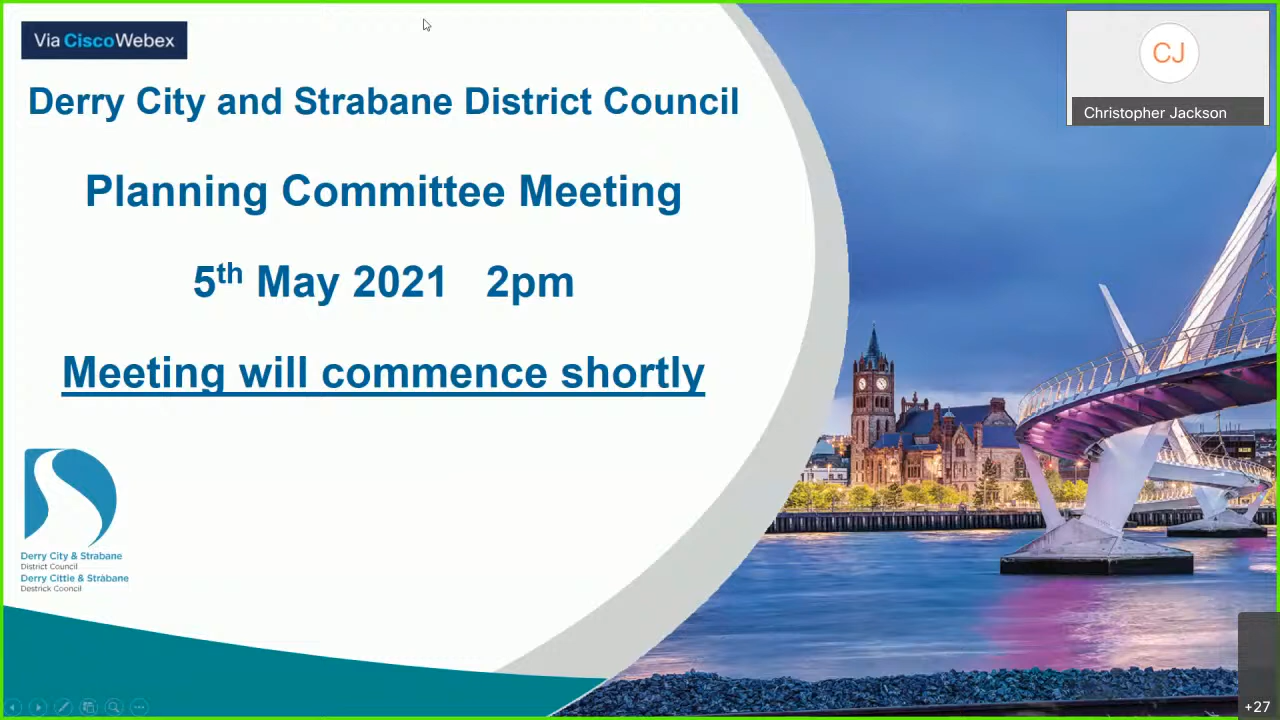 Via CiscoWebex
CJ
Christopher Jackson
Derry City and Strabane District Council
Planning Committee Meeting
5th May 2021 2pm
Meeting will commence shortly
Derry City & Strabane
District Council
Derry Cittie & Stràbane
Destrick Cooncil
+27